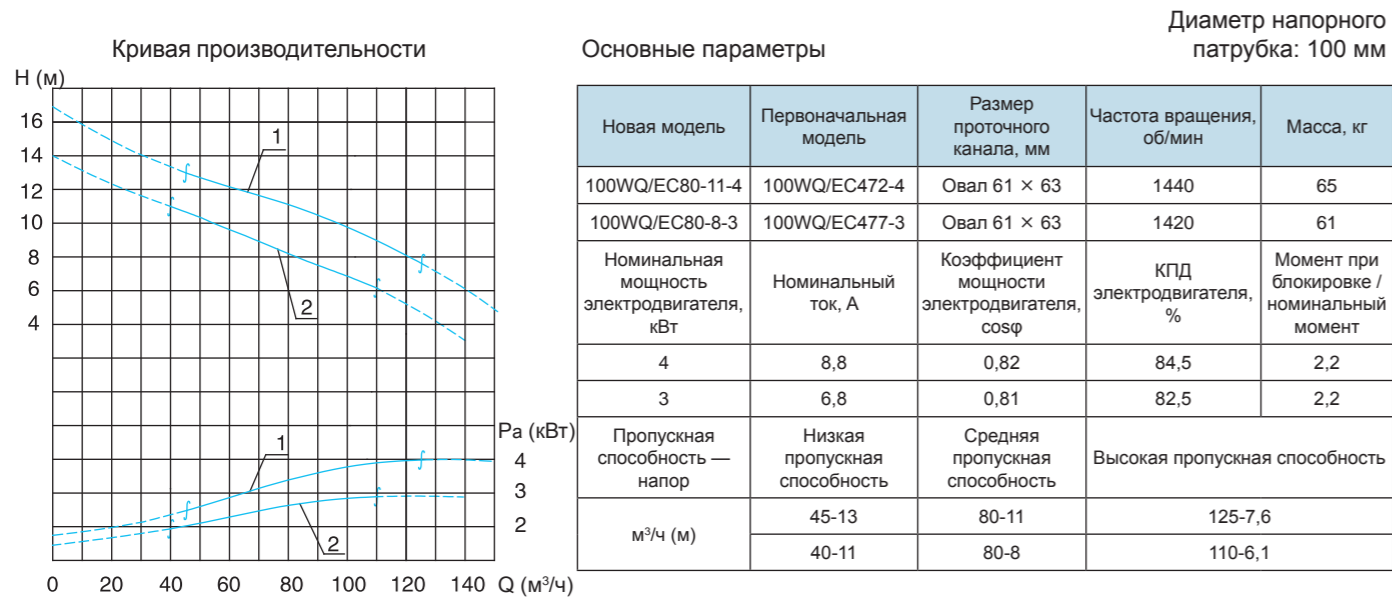 Кривая производительности
H (м)
16
14
12
10
8
6
4
1
2
Pa (кВт)
4
3
2
1
2
0 20 40 60 80 100 120 140 Q (м³/ч)
Основные параметры
Диаметр напорного
патрубка: 100 мм
Новая модель
Первоначальная
модель
Размер
проточного
канала, мм
Частота вращения,
об/мин
Масса, кг
100WQ/EC80-11-4 100WQ/EC472-4 Овал 61 × 63 1440 65
100WQ/EC80-8-3 100WQ/EC477-3 Овал 61 × 63 1420 61
Номинальная
мощность
электродвигателя,
кВт
Номинальный
ток, А
Коэффициент
мощности
электродвигателя,
cosφ
КПД
электродвигателя,
%
Момент при
блокировке /
номинальный
момент
4 8,8 0,82 84,5 2,2
3 6,8 0,81 82,5 2,2
Пропускная
способность —
напор
Низкая
пропускная
способность
Средняя
пропускная
способность
Высокая пропускная способность
м³/ч (м)
45-13 80-11 125-7,6
40-11 80-8 110-6,1